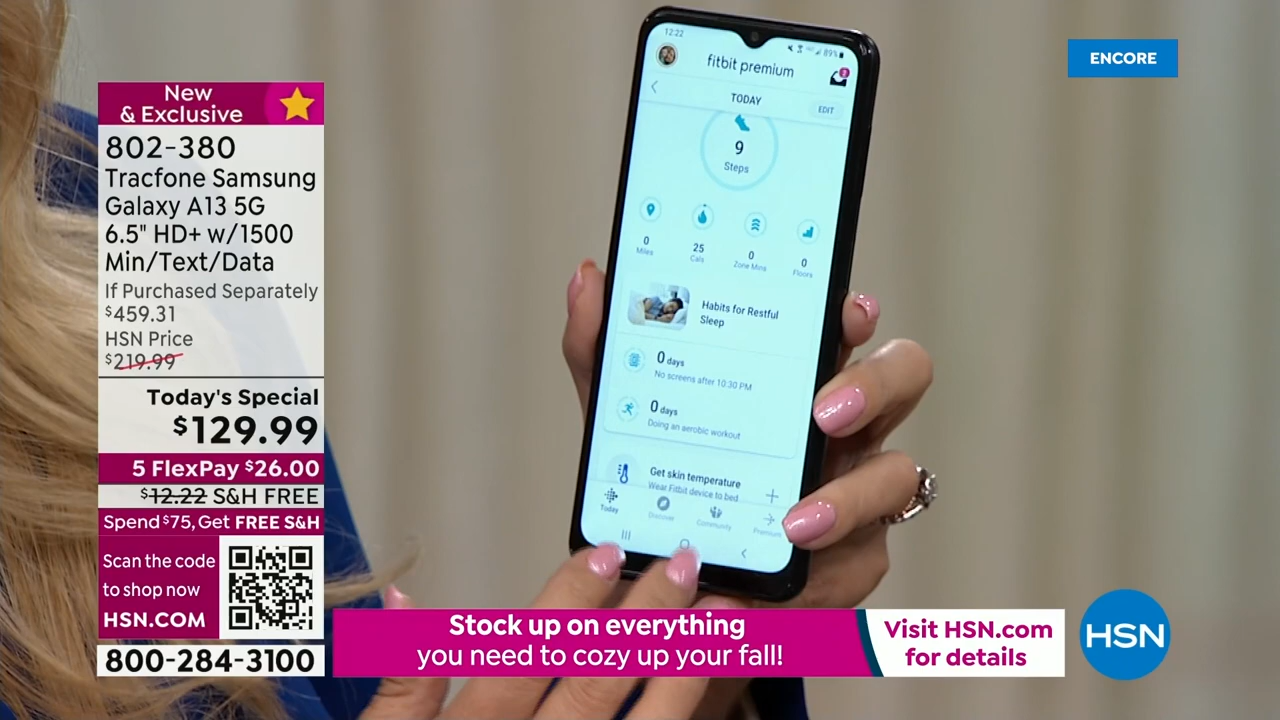 ENCORE
New
& Exclusive
802-380
Tracfone Samsung
Galaxy A13 5G
6.5" HD+ w/1500
Min/Text/Data
If Purchased Separately
$459.31
HSN Price
$219.99
Today's Special
$129.99
5 FlexPay $26.00
$12.22 S&H FREE
Spend $75, Get FREE S&H
Scan the code
to shop now
HSN.COM
800-284-3100
12:22
89%
fitbit premium
TODAY
EDIT
9
Steps
0
Miles
25
Cals
0
Zone Mins
0
Floors
Habits for Restful
Sleep
0 days
No screens after 10:30 PM
0 days
Doing an aerobic workout
Get skin temperature
Wear Fitbit device to bed
Today
Discover
Community
Premium
Stock up on everything
you need to cozy up your fall!
Visit HSN.com
for details
HSN